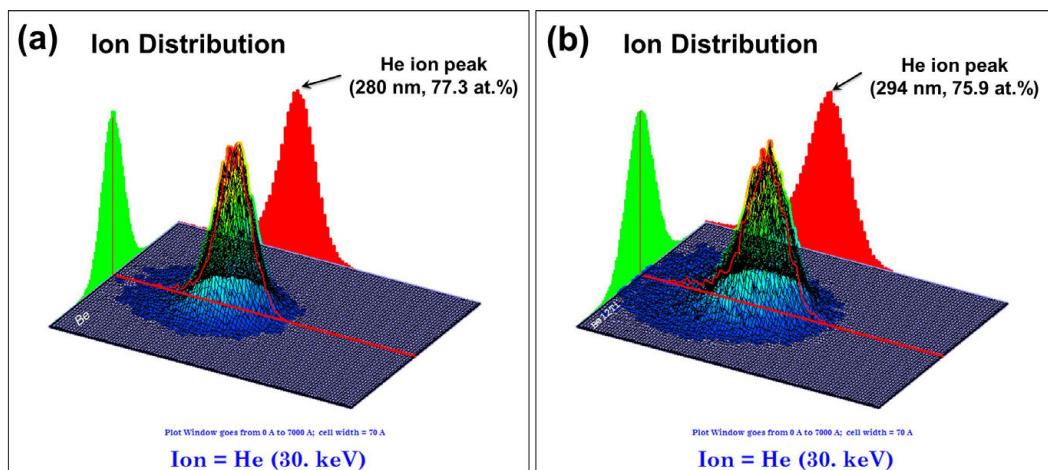 (a) Ion Distribution
He ion peak
(280 nm, 77.3 at.%)
Be
Plot Window goes from 0 A to 7000 A; cell width = 70 A
Ion = He (30. keV)
(b) Ion Distribution
He ion peak
(294 nm, 75.9 at.%)
Plot Window goes from 0 A to 7000 A; cell width = 70 A
Ion = He (30. keV)